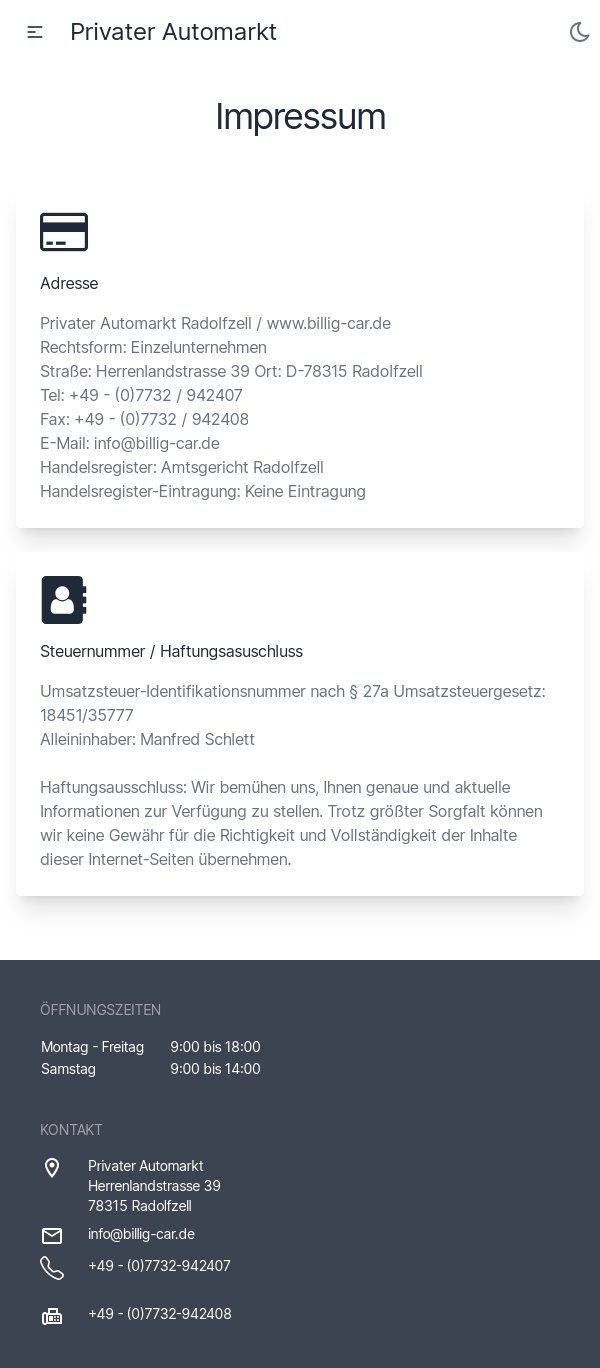 Privater Automarkt
Impressum
Adresse
Privater Automarkt Radolfzell / www.billig-car.de
Rechtsform: Einzelunternehmen
Straße: Herrenlandstrasse 39 Ort: D-78315 Radolfzell
Tel: +49 - (0)7732 / 942407
Fax: +49 - (0)7732 / 942408
E-Mail: info@billig-car.de
Handelsregister: Amtsgericht Radolfzell
Handelsregister-Eintragung: Keine Eintragung
Steuernummer / Haftungsasuschluss
Umsatzsteuer-Identifikationsnummer nach § 27a Umsatzsteuergesetz:
18451/35777
Alleininhaber: Manfred Schlett
Haftungsausschluss: Wir bemühen uns, Ihnen genaue und aktuelle
Informationen zur Verfügung zu stellen. Trotz größter Sorgfalt können
wir keine Gewähr für die Richtigkeit und Vollständigkeit der Inhalte
dieser Internet-Seiten übernehmen.
ÖFFNUNGSZEITEN
Montag - Freitag 9:00 bis 18:00
Samstag 9:00 bis 14:00
KONTAKT
Privater Automarkt
Herrenlandstrasse 39
78315 Radolfzell
info@billig-car.de
+49 - (0)7732-942407
+49 - (0)7732-942408